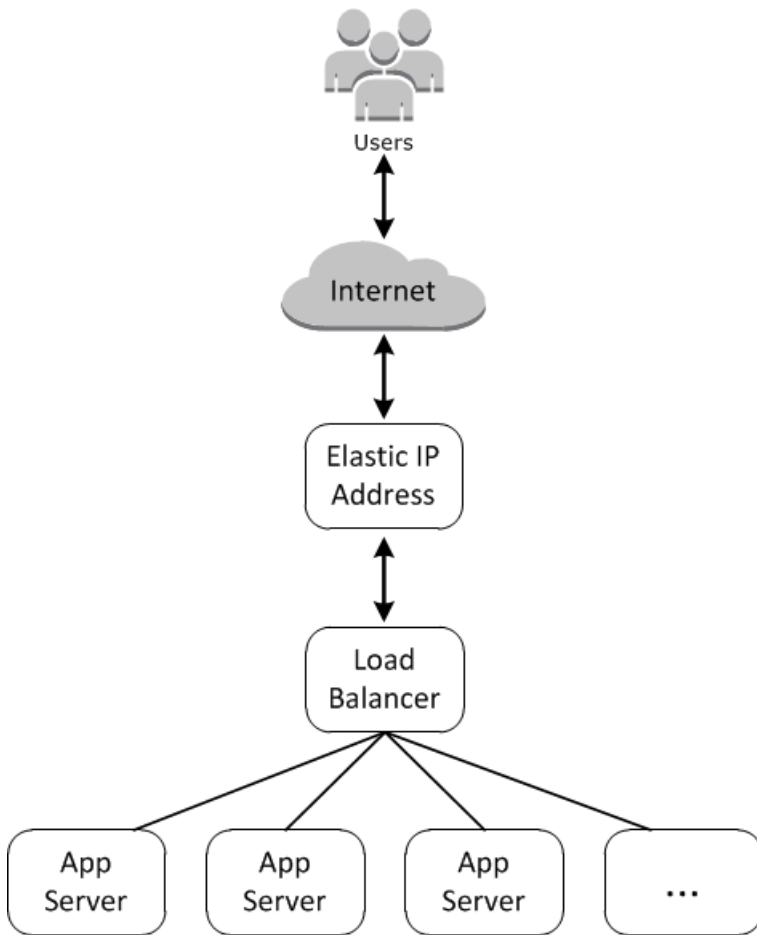 Users
Internet
Elastic IP
Address
Load
Balancer
App
Server
App
Server
App
Server
...